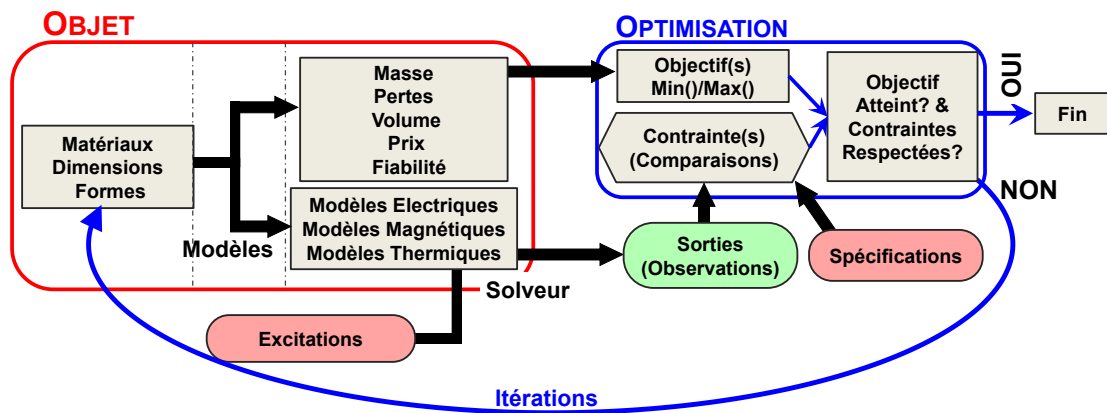 OBJET
OPTIMISATION
Matériaux
Dimensions
Formes
Modèles
Masse
Pertes
Volume
Prix
Fiabilité
Modèles Electriques
Modèles Magnétiques
Modèles Thermiques
Solveur
Excitations
Objectif(s)
Min()/Max()
Contrainte(s)
(Comparaisons)
Sorties
(Observations)
Spécifications
Objectif
Atteint? &
Contraintes
Respectées?
OUI
NON
Fin
Itérations